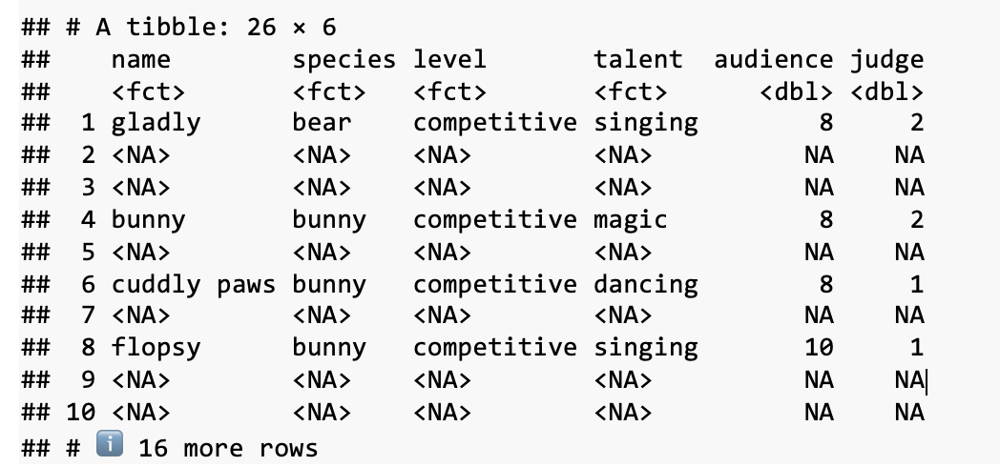 ## # A tibble: 26 × 6
##    name        species level       talent  audience judge
##    <fct>       <fct>   <fct>       <fct>      <dbl> <dbl>
##  1 gladly      bear    competitive singing        8     2
##  2 <NA>        <NA>    <NA>        <NA>          NA    NA
##  3 <NA>        <NA>    <NA>        <NA>          NA    NA
##  4 bunny       bunny   competitive magic          8     2
##  5 <NA>        <NA>    <NA>        <NA>          NA    NA
##  6 cuddly paws bunny   competitive dancing        8     1
##  7 <NA>        <NA>    <NA>        <NA>          NA    NA
##  8 flopsy      bunny   competitive singing       10     1
##  9 <NA>        <NA>    <NA>        <NA>          NA    NA
## 10 <NA>        <NA>    <NA>        <NA>          NA    NA
## # ℹ️ 16 more rows